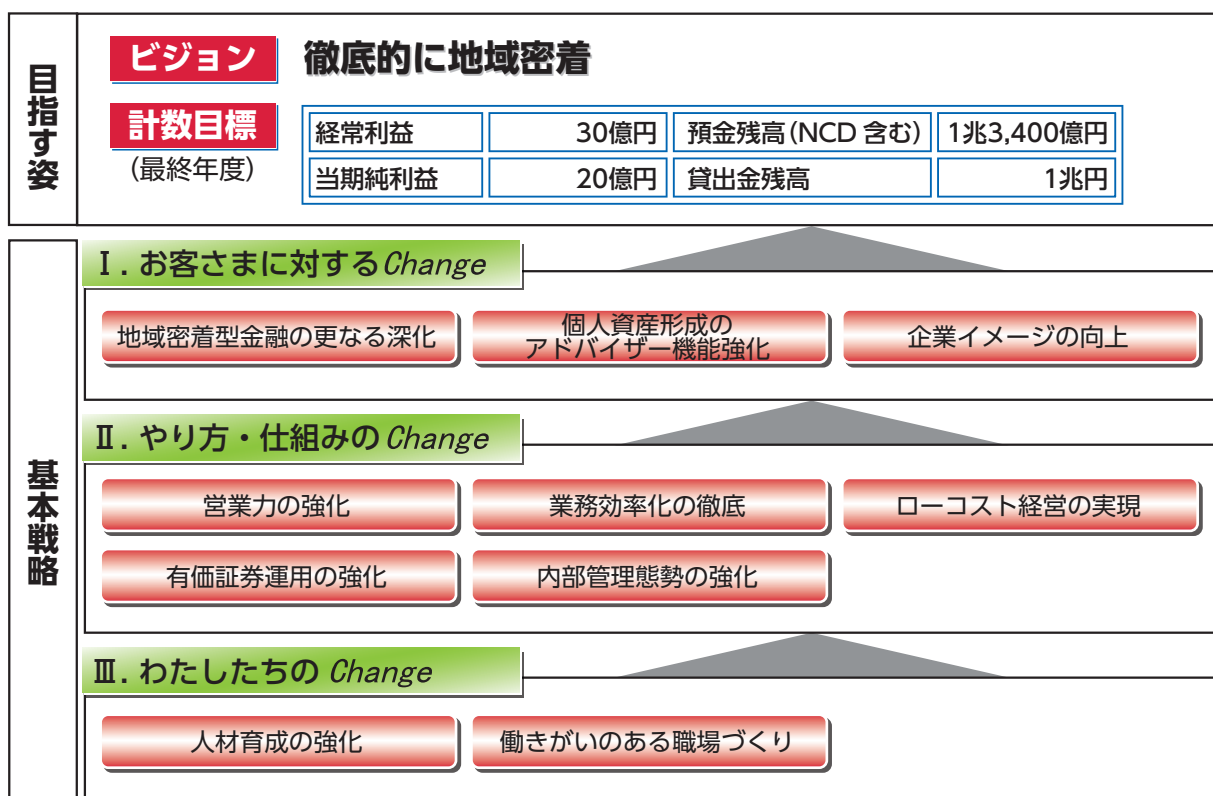 目指す姿
ビジョン 徹底的に地域密着
計数目標
(最終年度)
経常利益 30億円 預金残高(NCD 含む) 1兆3,400億円
当期純利益 20億円 貸出金残高 1兆円
基本戦略
Ⅰ. お客さまに対するChange
地域密着型金融の更なる深化
個人資産形成の
アドバイザー機能強化
企業イメージの向上
Ⅱ. やり方・仕組みのChange
営業力の強化
業務効率化の徹底
ローコスト経営の実現
有価証券運用の強化
内部管理態勢の強化
Ⅲ. わたしたちの Change
人材育成の強化
働きがいのある職場づくり